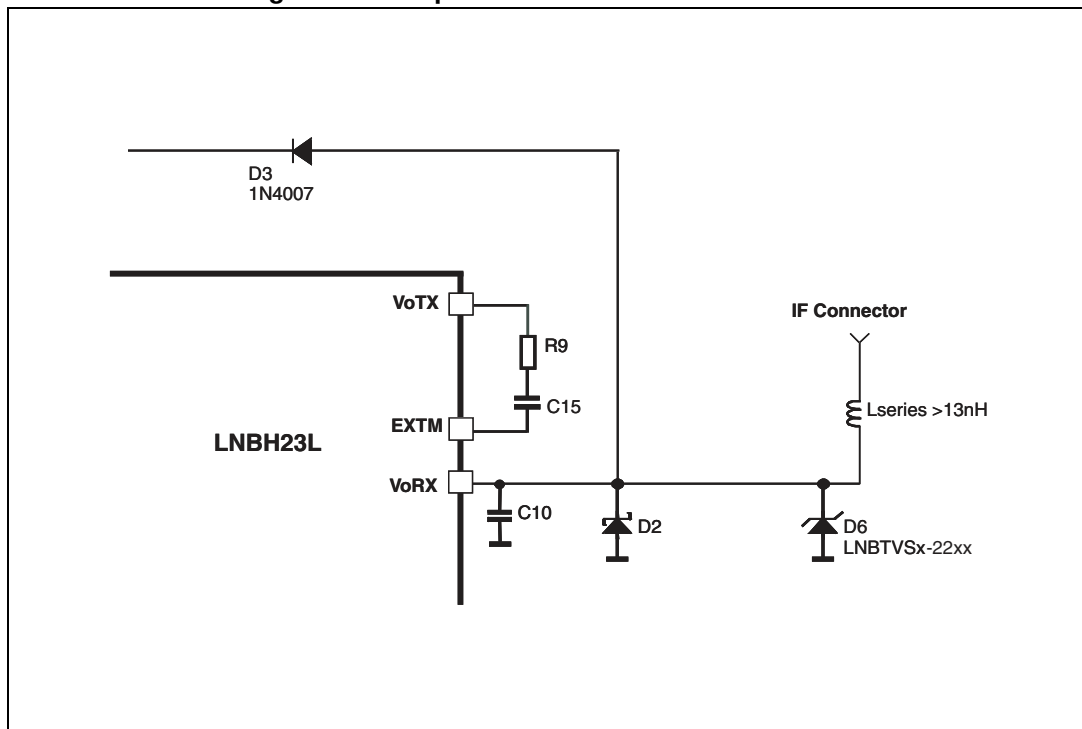 D3
1N4007
VoTX
R9
IF Connector
C15
Lseries >13nH
EXTM
LNBH23L
VoRX
C10
D2
D6
LNBTVSx-22xx